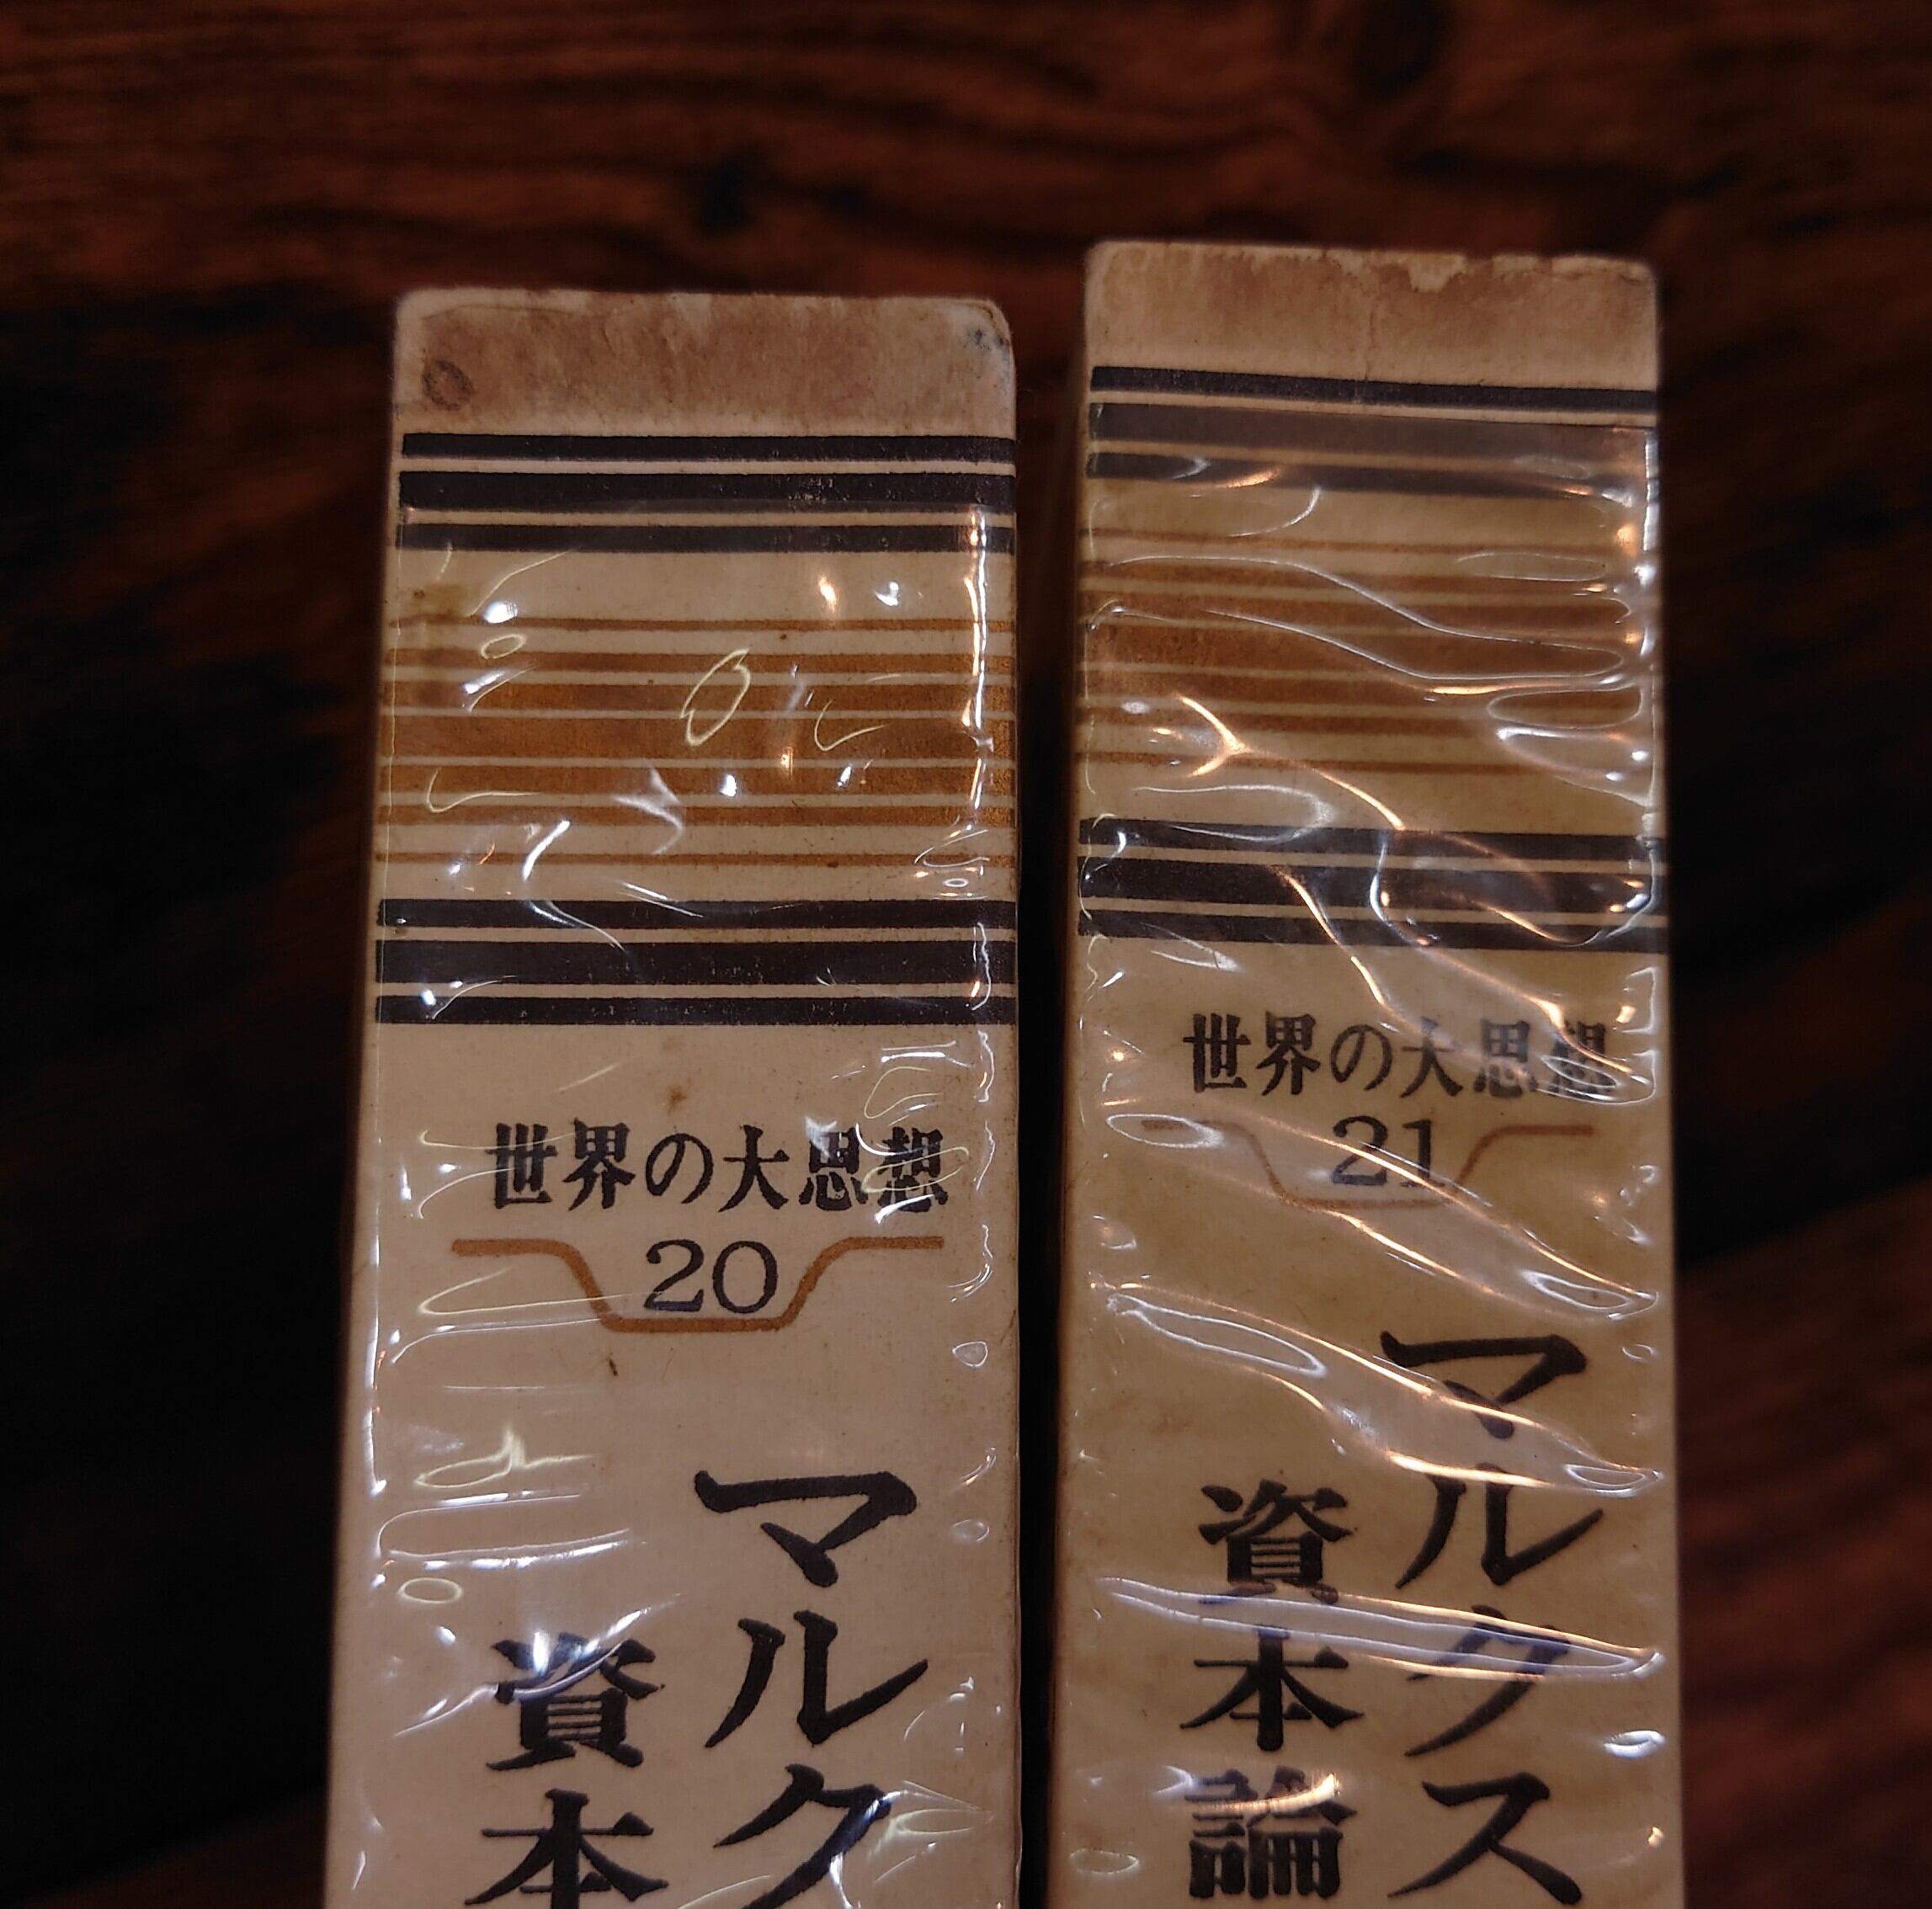 世界の大思想
20
マルク
資本
世界の大思想
21
マルクス
資本論